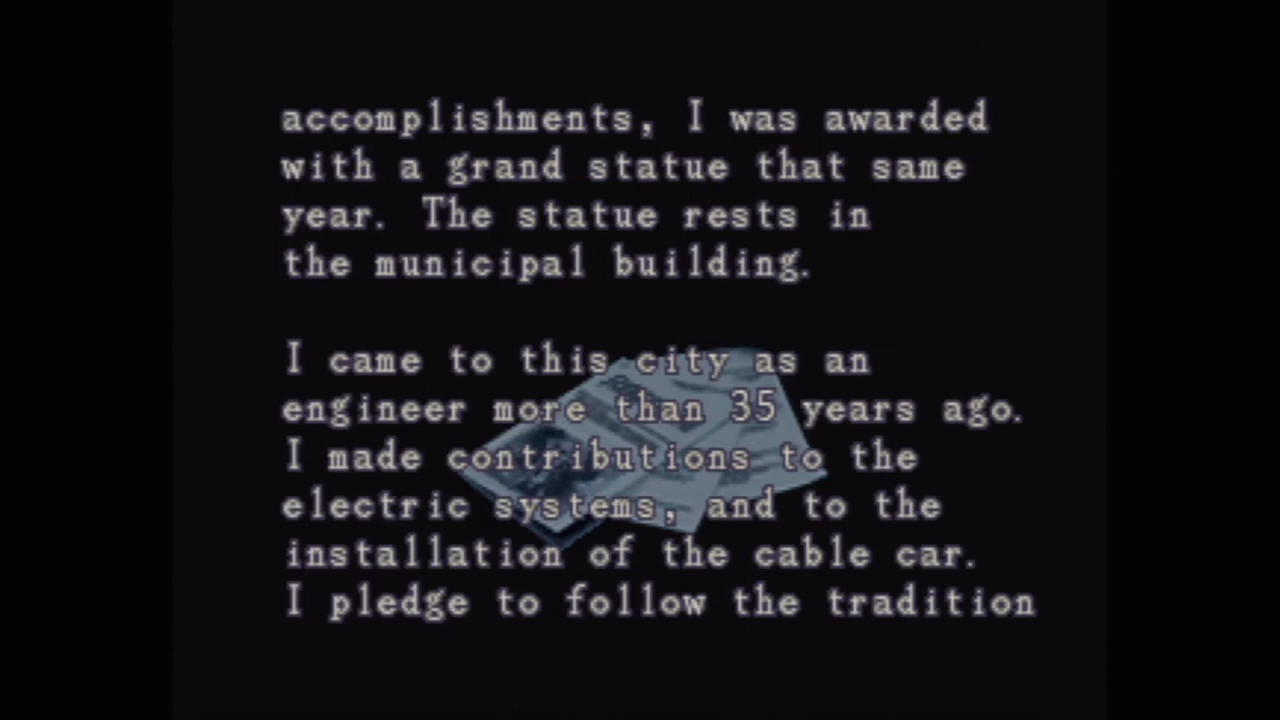 accomplishments, I was awarded
with a grand statue that same
year. The statue rests in
the municipal building.
I came to this city as an
engineer more than 35 years ago.
I made contributions to the
electric systems, and to the
installation of the cable car.
I pledge to follow the tradition